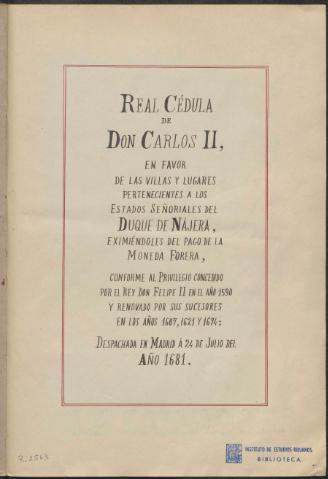 REAL CÉDULA
DE
DON CARLOS II,
EN FAVOR
DE LAS VILLAS Y LUGARES
PERTENECIENTES A LOS
ESTADOS SEÑORIALES DEL
DUQUE DE NÁJERA,
EXIMIÉNDOLES DEL PAGO DE LA
MONEDA FORERA,
CONFORME AL PRIVILEGIO CONCEDIDO
POR EL REY DON FELIPE II EN EL AÑO 1590
Y RENOVADO POR SUS SUCESORES
EN LOS AÑOS 1607, 1621 Y 1674:
DESPACHADA EN MADRID Á 24 DE JULIO DEL
AÑO 1681.
R. 2563
INSTITUTO DE ESTUDIOS RIOJANOS
BIBLIOTECA